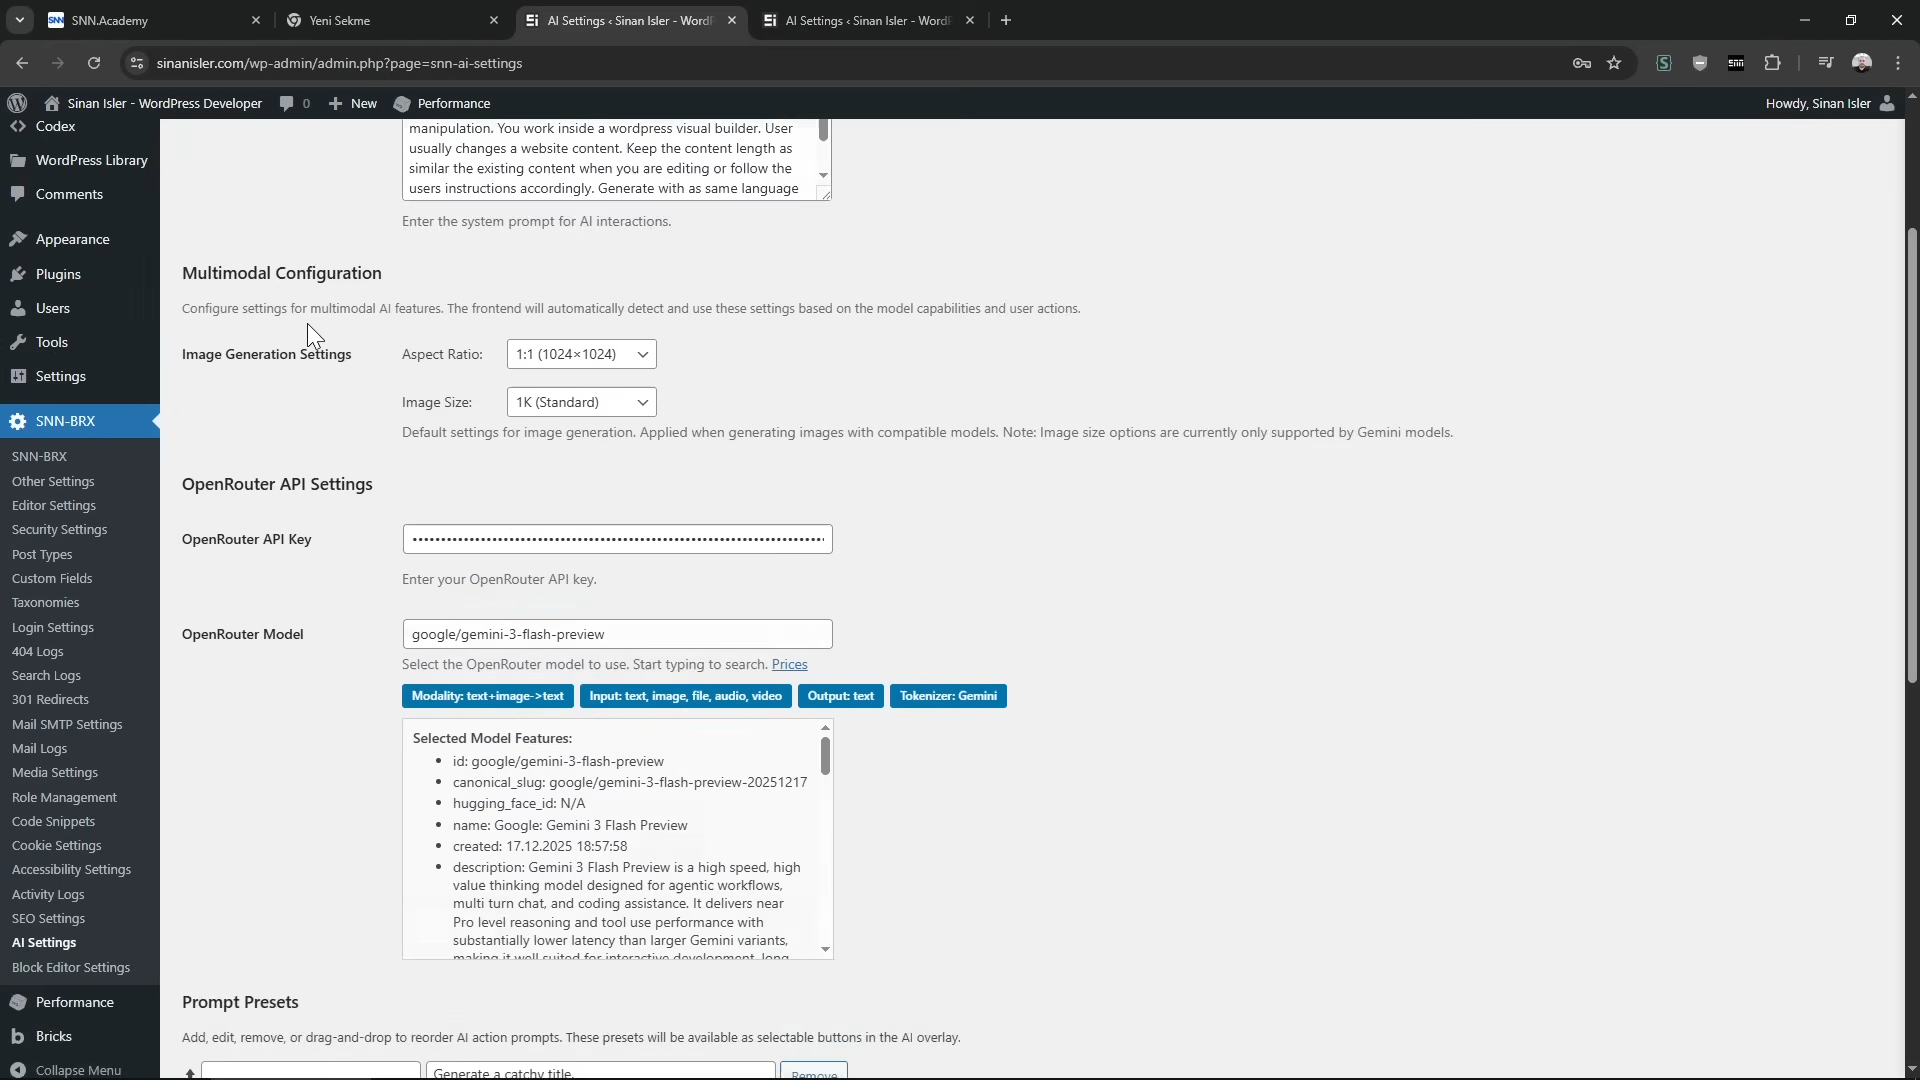 SNN.Academy
Yeni Sekme
AI Settings ‹ Sinan Isler - WordP
AI Settings ‹ Sinan Isler - WordP
sinanisler.com/wp-admin/admin.php?page=snn-ai-settings
Sinan Isler - WordPress Developer
0
New
Performance
Howdy, Sinan Isler
Codex
WordPress Library
Comments
Appearance
Plugins
Users
Tools
Settings
SNN-BRX
SNN-BRX
Other Settings
Editor Settings
Security Settings
Post Types
Custom Fields
Taxonomies
Login Settings
404 Logs
Search Logs
301 Redirects
Mail SMTP Settings
Mail Logs
Media Settings
Role Management
Code Snippets
Cookie Settings
Accessibility Settings
Activity Logs
SEO Settings
AI Settings
Block Editor Settings
Performance
Bricks
Collapse Menu
manipulation. You work inside a wordpress visual builder. User
usually changes a website content. Keep the content length as
similar the existing content when you are editing or follow the
users instructions accordingly. Generate with as same language
Enter the system prompt for AI interactions.
Multimodal Configuration
Configure settings for multimodal AI features. The frontend will automatically detect and use these settings based on the model capabilities and user actions.
Image Generation Settings
Aspect Ratio: 1:1 (1024×1024)
Image Size: 1K (Standard)
Default settings for image generation. Applied when generating images with compatible models. Note: Image size options are currently only supported by Gemini models.
OpenRouter API Settings
OpenRouter API Key
Enter your OpenRouter API key.
OpenRouter Model
google/gemini-3-flash-preview
Select the OpenRouter model to use. Start typing to search. Prices
Modality: text+image->text
Input: text, image, file, audio, video
Output: text
Tokenizer: Gemini
Selected Model Features:
• id: google/gemini-3-flash-preview
• canonical_slug: google/gemini-3-flash-preview-20251217
• hugging_face_id: N/A
• name: Google: Gemini 3 Flash Preview
• created: 17.12.2025 18:57:58
• description: Gemini 3 Flash Preview is a high speed, high
value thinking model designed for agentic workflows,
multi turn chat, and coding assistance. It delivers near
Pro level reasoning and tool use performance with
substantially lower latency than larger Gemini variants,
making it well suited for interactive development, long
Prompt Presets
Add, edit, remove, or drag-and-drop to reorder AI action prompts. These presets will be available as selectable buttons in the AI overlay.
Generate a catchy title.
Remove